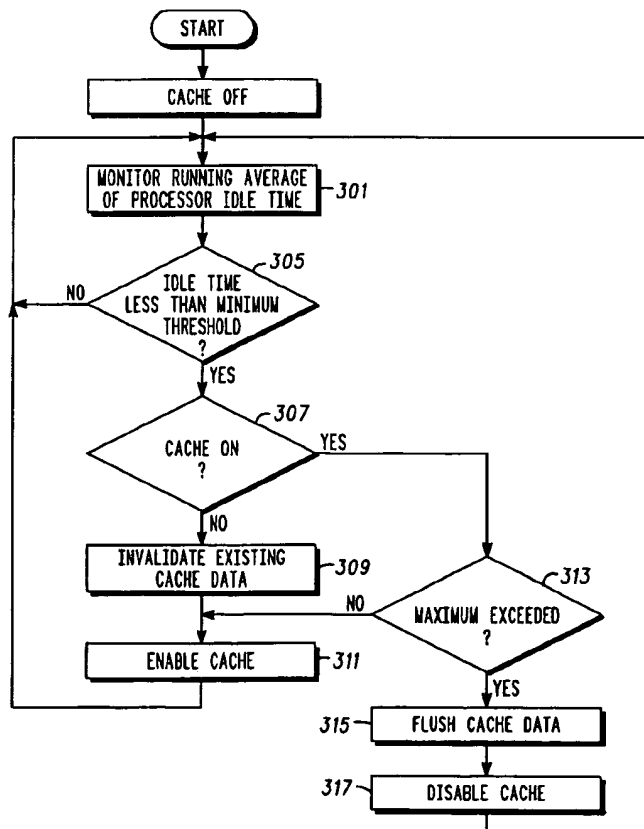 START
CACHE OFF
MONITOR RUNNING AVERAGE
OF PROCESSOR IDLE TIME
301
305
IDLE TIME
LESS THAN MINIMUM
THRESHOLD
?
NO
YES
307
CACHE ON
?
YES
NO
INVALIDATE EXISTING
CACHE DATA
309
313
NO
MAXIMUM EXCEEDED
?
ENABLE CACHE
311
YES
315
FLUSH CACHE DATA
317
DISABLE CACHE